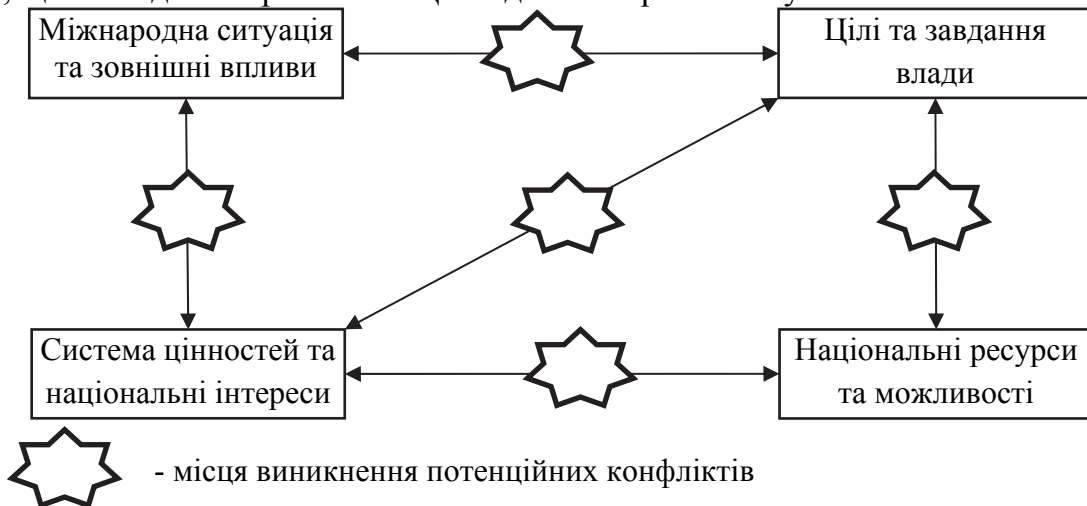 Міжнародна ситуація
та зовнішні впливи
Цілі та завдання
влади
Система цінностей та
національні інтереси
Національні ресурси
та можливості
- місця виникнення потенційних конфліктів